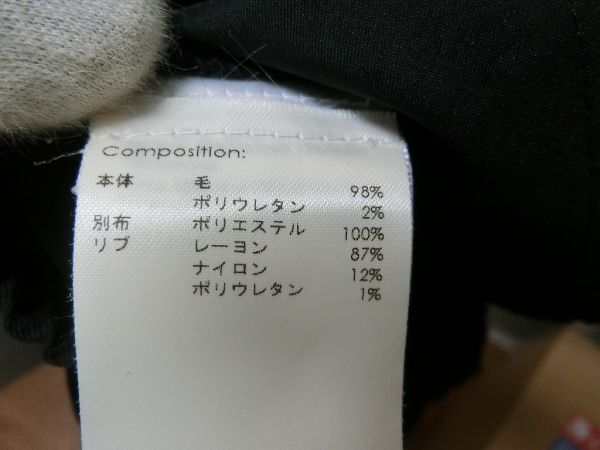 Composition:
本体 毛 98%
ポリウレタン 2%
別布 ポリエステル 100%
リブ レーヨン 87%
ナイロン 12%
ポリウレタン 1%